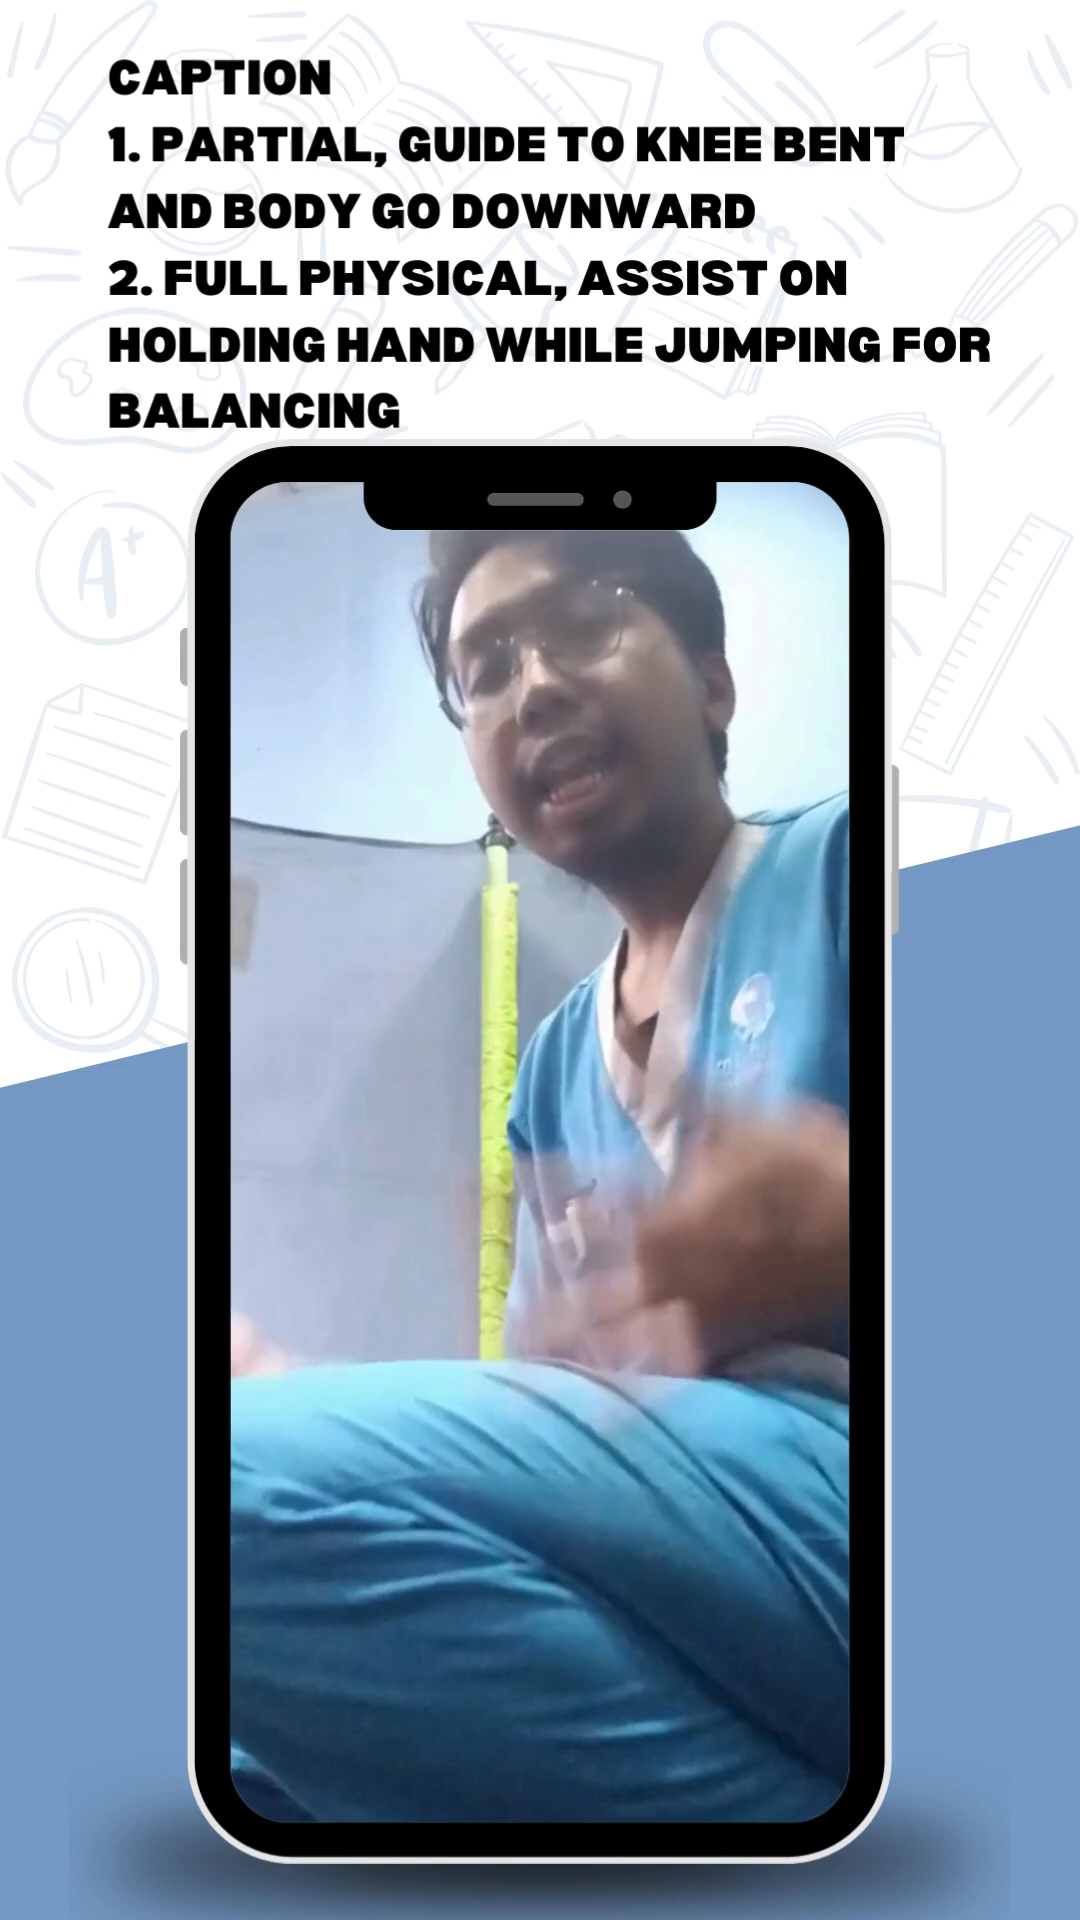 CAPTION
1. PARTIAL, GUIDE TO KNEE BENT
AND BODY GO DOWNWARD
2. FULL PHYSICAL, ASSIST ON
HOLDING HAND WHILE JUMPING FOR
BALANCING
A+